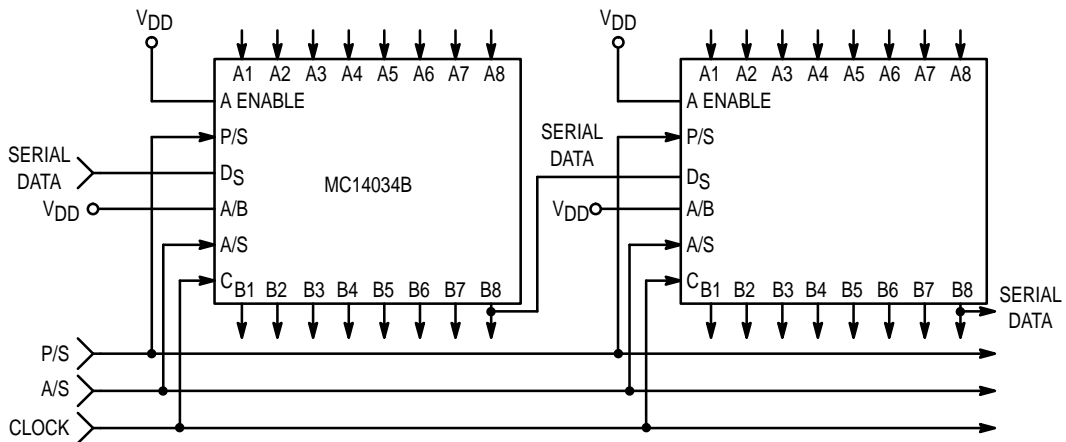 VDD
VDD
A1 A2 A3 A4 A5 A6 A7 A8
A ENABLE
P/S
SERIAL
DATA
DS
MC14034B
VDD
A/B
A/S
C
B1 B2 B3 B4 B5 B6 B7 B8
A1 A2 A3 A4 A5 A6 A7 A8
A ENABLE
P/S
SERIAL
DATA
DS
VDD
A/B
A/S
C
B1 B2 B3 B4 B5 B6 B7 B8
SERIAL
DATA
P/S
A/S
CLOCK